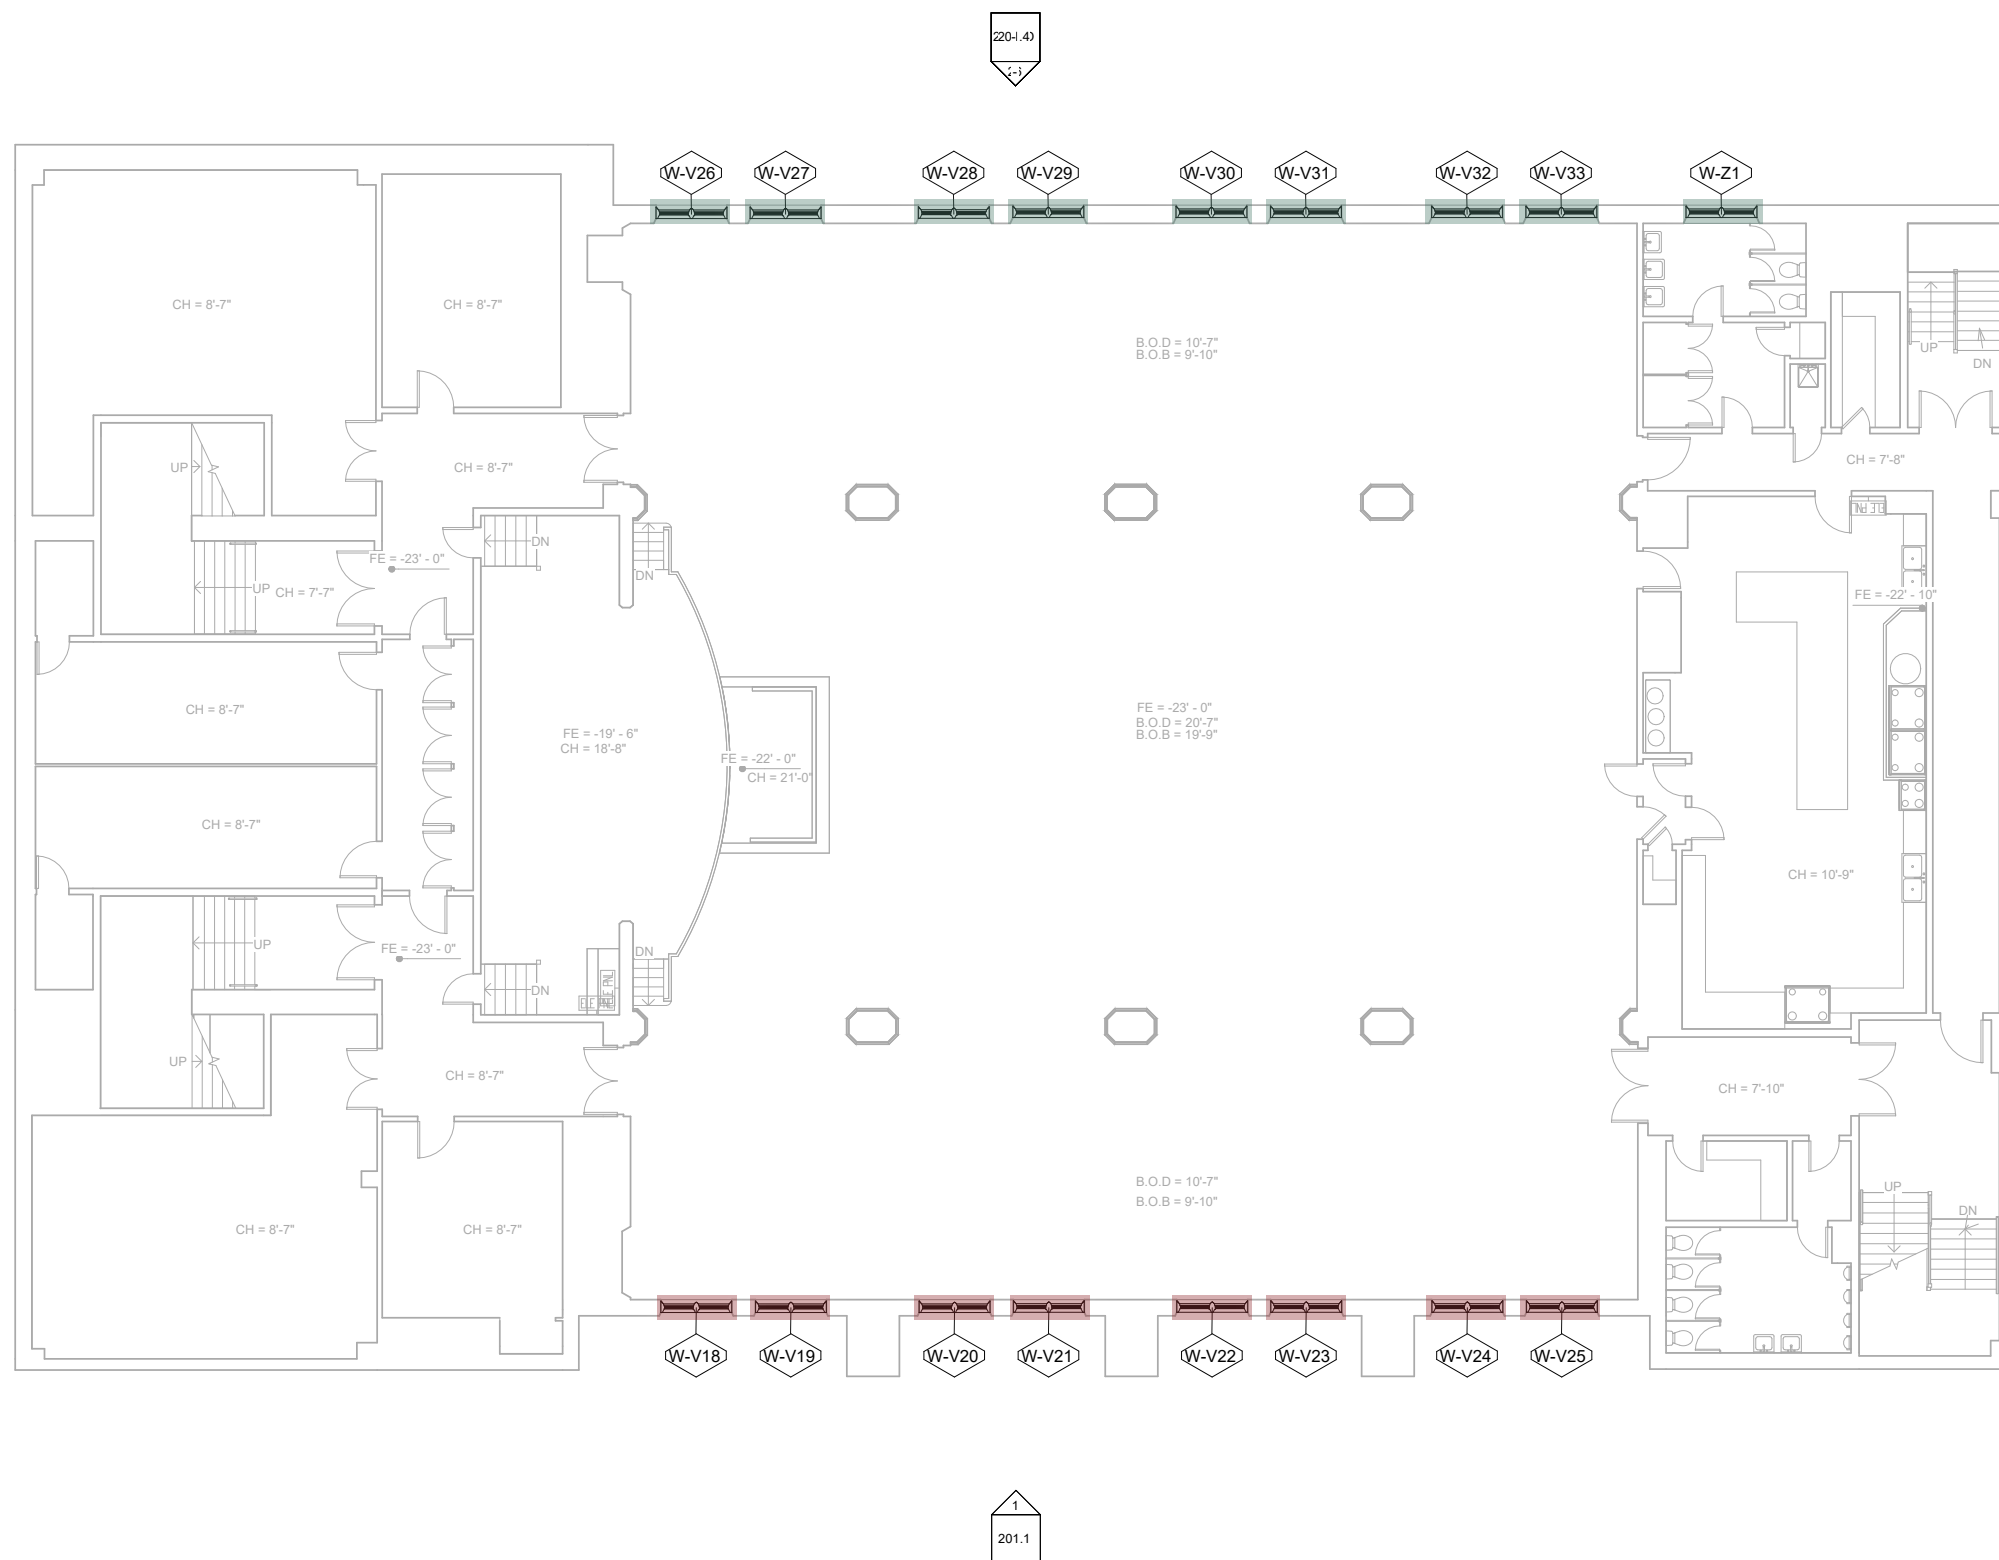 W-V26
W-V27
W-V28
W-V29
W-V30
W-V31
W-V32
W-V33
W-Z1
CH = 8'-7"
CH = 8'-7"
B.O.D = 10'-7"
B.O.B = 9'-10"
UP
DN
UP
CH = 8'-7"
CH = 7'-8"
ELE PNL
DN
FE = -23' - 0"
DN
UP
CH = 7'-7"
FE = -22' - 10"
CH = 8'-7"
FE = -19' - 6"
CH = 18'-8"
FE = -23' - 0"
B.O.D = 20'-7"
B.O.B = 19'-9"
FE = -22' - 0"
CH = 21'-0"
CH = 8'-7"
CH = 10'-9"
UP
FE = -23' - 0"
DN
DN
ELE PNL
UP
CH = 8'-7"
CH = 7'-10"
B.O.D = 10'-7"
B.O.B = 9'-10"
UP
DN
CH = 8'-7"
CH = 8'-7"
W-V18
W-V19
W-V20
W-V21
W-V22
W-V23
W-V24
W-V25
1
201.1